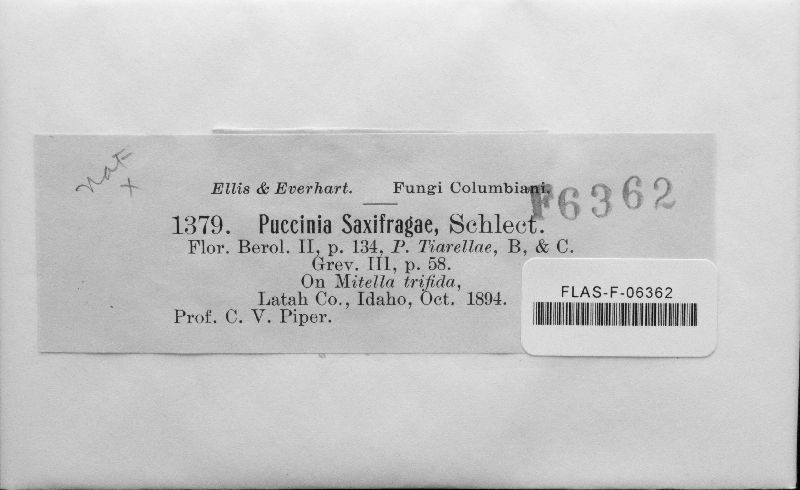 Nat
x
Ellis & Everhart. Fungi Columbiani.
F6362
1379. Puccinia Saxifragae, Schlect.
Flor. Berol. II, p. 134, P. Tiarellae, B, & C.
Grev. III, p. 58.
On Mitella trifida,
Latah Co., Idaho, Oct. 1894.
Prof. C. V. Piper.
FLAS-F-06362